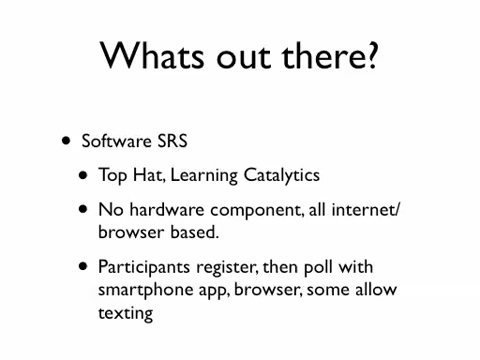 Whats out there?
• Software SRS
• Top Hat, Learning Catalytics
• No hardware component, all internet/
browser based.
• Participants register, then poll with
smartphone app, browser, some allow
texting